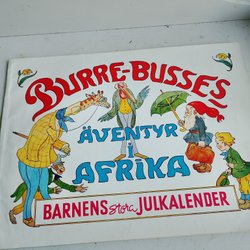 BURRE-BUSSES
ÄVENTYR
i
AFRIKA
BARNENS stora JULKALENDER